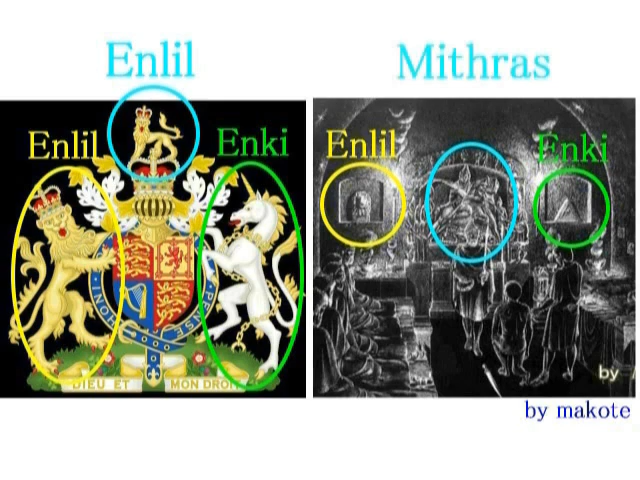 Enlil
Mithras
Enlil
Enki
Enlil
Enki
DIEU ET MON DROIT
by
by makote